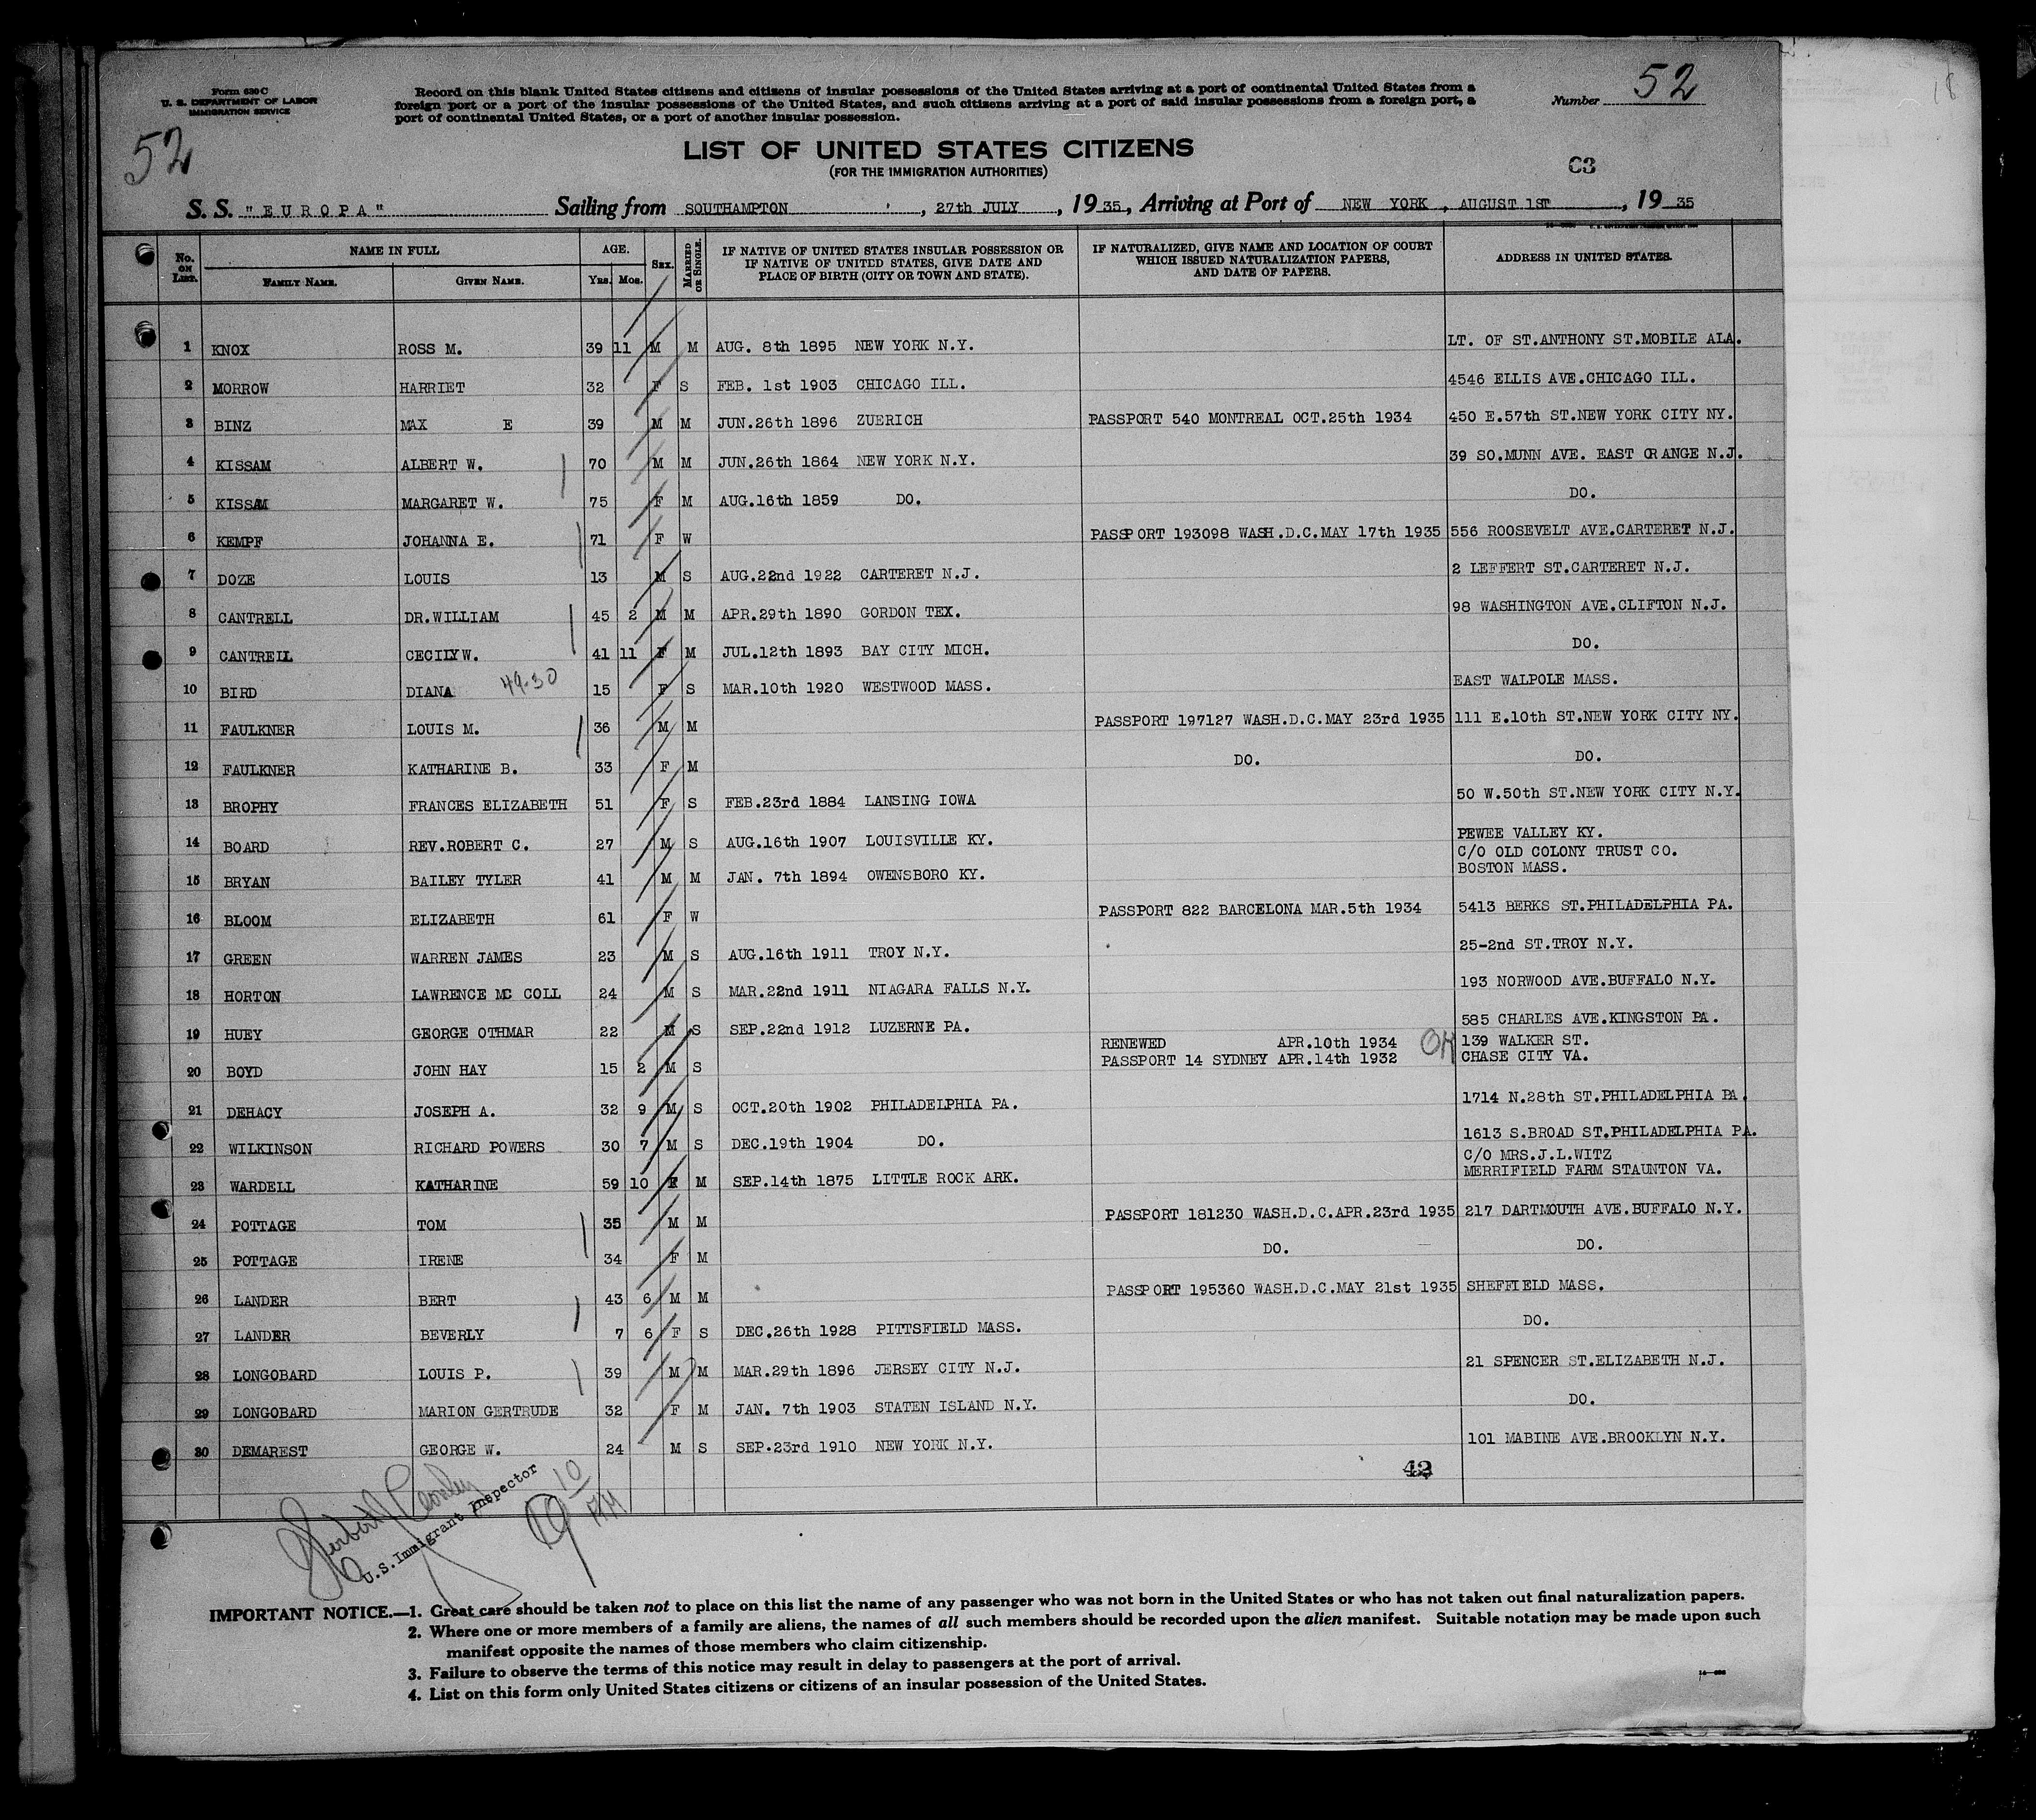 Form 630 C
U. S. DEPARTMENT OF LABOR
IMMIGRATION SERVICE
Record on this blank United States citizens and citizens of insular possessions of the United States arriving at a port of continental United States from a
foreign port or a port of the insular possessions of the United States, and such citizens arriving at a port of said insular possessions from a foreign port, a
port of continental United States, or a port of another insular possession.
Number 52
52
LIST OF UNITED STATES CITIZENS
(FOR THE IMMIGRATION AUTHORITIES)
C3
S. S. "EUROPA" Sailing from SOUTHAMPTON, 27th JULY, 1935, Arriving at Port of NEW YORK, AUGUST 1ST, 1935
No. ON LIST. NAME IN FULL AGE. SEX. MARRIED OR SINGLE. IF NATIVE OF UNITED STATES INSULAR POSSESSION OR IF NATIVE OF UNITED STATES, GIVE DATE AND PLACE OF BIRTH (CITY OR TOWN AND STATE). IF NATURALIZED, GIVE NAME AND LOCATION OF COURT WHICH ISSUED NATURALIZATION PAPERS, AND DATE OF PAPERS. ADDRESS IN UNITED STATES.
FAMILY NAME. GIVEN NAME. YRS. MOS.
1 KNOX ROSS M. 39 11 M M AUG. 8th 1895 NEW YORK N.Y. LT. OF ST.ANTHONY ST.MOBILE ALA.
2 MORROW HARRIET 32 F S FEB. 1st 1903 CHICAGO ILL. 4546 ELLIS AVE.CHICAGO ILL.
3 BINZ MAX E 39 M M JUN.26th 1896 ZUERICH PASSPORT 540 MONTREAL OCT.25th 1934 450 E.57th ST.NEW YORK CITY NY.
4 KISSAM ALBERT W. 70 M M JUN.26th 1864 NEW YORK N.Y. 39 SO.MUNN AVE. EAST ORANGE N.J.
5 KISSAM MARGARET W. 75 F M AUG.16th 1859 DO. DO.
6 KEMPF JOHANNA E. 71 F W PASSPORT 193098 WASH.D.C.MAY 17th 1935 556 ROOSEVELT AVE.CARTERET N.J.
7 DOZE LOUIS 13 M S AUG.22nd 1922 CARTERET N.J. 2 LEFFERT ST.CARTERET N.J.
8 CANTRELL DR.WILLIAM 45 2 M M APR.29th 1890 GORDON TEX. 98 WASHINGTON AVE.CLIFTON N.J.
9 CANTRELL CECILYW. 41 11 F M JUL.12th 1893 BAY CITY MICH. DO.
10 BIRD DIANA 49-30 15 F S MAR.10th 1920 WESTWOOD MASS. EAST WALPOLE MASS.
11 FAULKNER LOUIS M. 36 M M PASSPORT 197127 WASH.D.C.MAY 23rd 1935 111 E.10th ST.NEW YORK CITY NY.
12 FAULKNER KATHARINE B. 33 F M DO. DO.
13 BROPHY FRANCES ELIZABETH 51 F S FEB.23rd 1884 LANSING IOWA 50 W.50th ST.NEW YORK CITY N.Y.
14 BOARD REV.ROBERT C. 27 M S AUG.16th 1907 LOUISVILLE KY. PEWEE VALLEY KY.
C/O OLD COLONY TRUST CO.
15 BRYAN BAILEY TYLER 41 M M JAN. 7th 1894 OWENSBORO KY. BOSTON MASS.
16 BLOOM ELIZABETH 61 F W PASSPORT 822 BARCELONA MAR.5th 1934 5413 BERKS ST.PHILADELPHIA PA.
17 GREEN WARREN JAMES 23 M S AUG.16th 1911 TROY N.Y. 25-2nd ST.TROY N.Y.
18 HORTON LAWRENCE MC COLL 24 M S MAR.22nd 1911 NIAGARA FALLS N.Y. 193 NORWOOD AVE.BUFFALO N.Y.
19 HUEY GEORGE OTHMAR 22 M S SEP.22nd 1912 LUZERNE PA. 585 CHARLES AVE.KINGSTON PA.
RENEWED APR.10th 1934 OK 139 WALKER ST.
20 BOYD JOHN HAY 15 2 M S PASSPORT 14 SYDNEY APR.14th 1932 CHASE CITY VA.
21 DEHACY JOSEPH A. 32 9 M S OCT.20th 1902 PHILADELPHIA PA. 1714 N.28th ST.PHILADELPHIA PA.
22 WILKINSON RICHARD POWERS 30 7 M S DEC.19th 1904 DO. 1613 S.BROAD ST.PHILADELPHIA PA.
C/O MRS.J.L.WITZ
23 WARDELL KATHARINE 59 10 F M SEP.14th 1875 LITTLE ROCK ARK. MERRIFIELD FARM STAUNTON VA.
24 POTTAGE TOM 35 M M PASSPORT 181230 WASH.D.C.APR.23rd 1935 217 DARTMOUTH AVE.BUFFALO N.Y.
25 POTTAGE IRENE 34 F M DO. DO.
26 LANDER BERT 43 6 M M PASSPORT 195360 WASH.D.C.MAY 21st 1935 SHEFFIELD MASS.
27 LANDER BEVERLY 7 6 F S DEC.26th 1928 PITTSFIELD MASS. DO.
28 LONGOBARD LOUIS P. 39 M M MAR.29th 1896 JERSEY CITY N.J. 21 SPENCER ST.ELIZABETH N.J.
29 LONGOBARD MARION GERTRUDE 32 F M JAN. 7th 1903 STATEN ISLAND N.Y. DO.
30 DEMAREST GEORGE W. 24 M S SEP.23rd 1910 NEW YORK N.Y. 101 MABINE AVE.BROOKLYN N.Y.
42
U.S.Immigrant Inspector
IMPORTANT NOTICE.—1. Great care should be taken not to place on this list the name of any passenger who was not born in the United States or who has not taken out final naturalization papers.
2. Where one or more members of a family are aliens, the names of all such members should be recorded upon the alien manifest. Suitable notation may be made upon such
manifest opposite the names of those members who claim citizenship.
3. Failure to observe the terms of this notice may result in delay to passengers at the port of arrival.
4. List on this form only United States citizens or citizens of an insular possession of the United States.